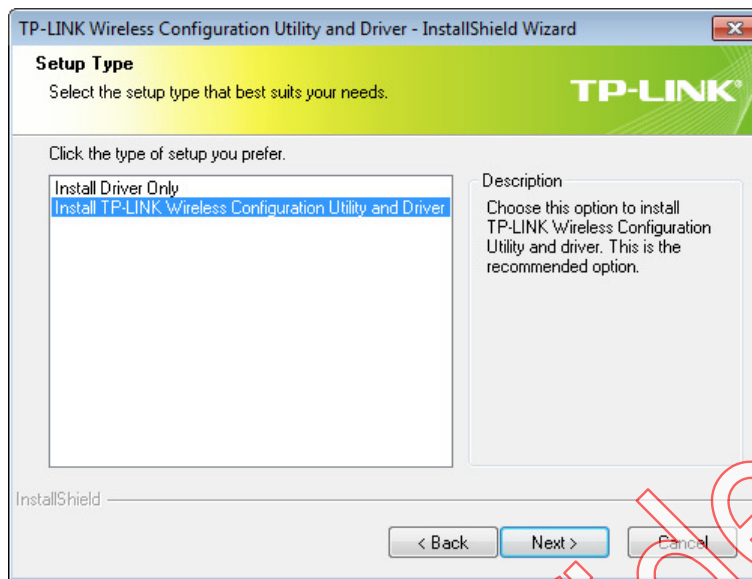 TP-LINK Wireless Configuration Utility and Driver - InstallShield Wizard
Setup Type
Select the setup type that best suits your needs.
TP-LINK®
Click the type of setup you prefer.
Install Driver Only
Install TP-LINK Wireless Configuration Utility and Driver
Description
Choose this option to install
TP-LINK Wireless Configuration
Utility and driver. This is the
recommended option.
InstallShield
< Back
Next >
Cancel